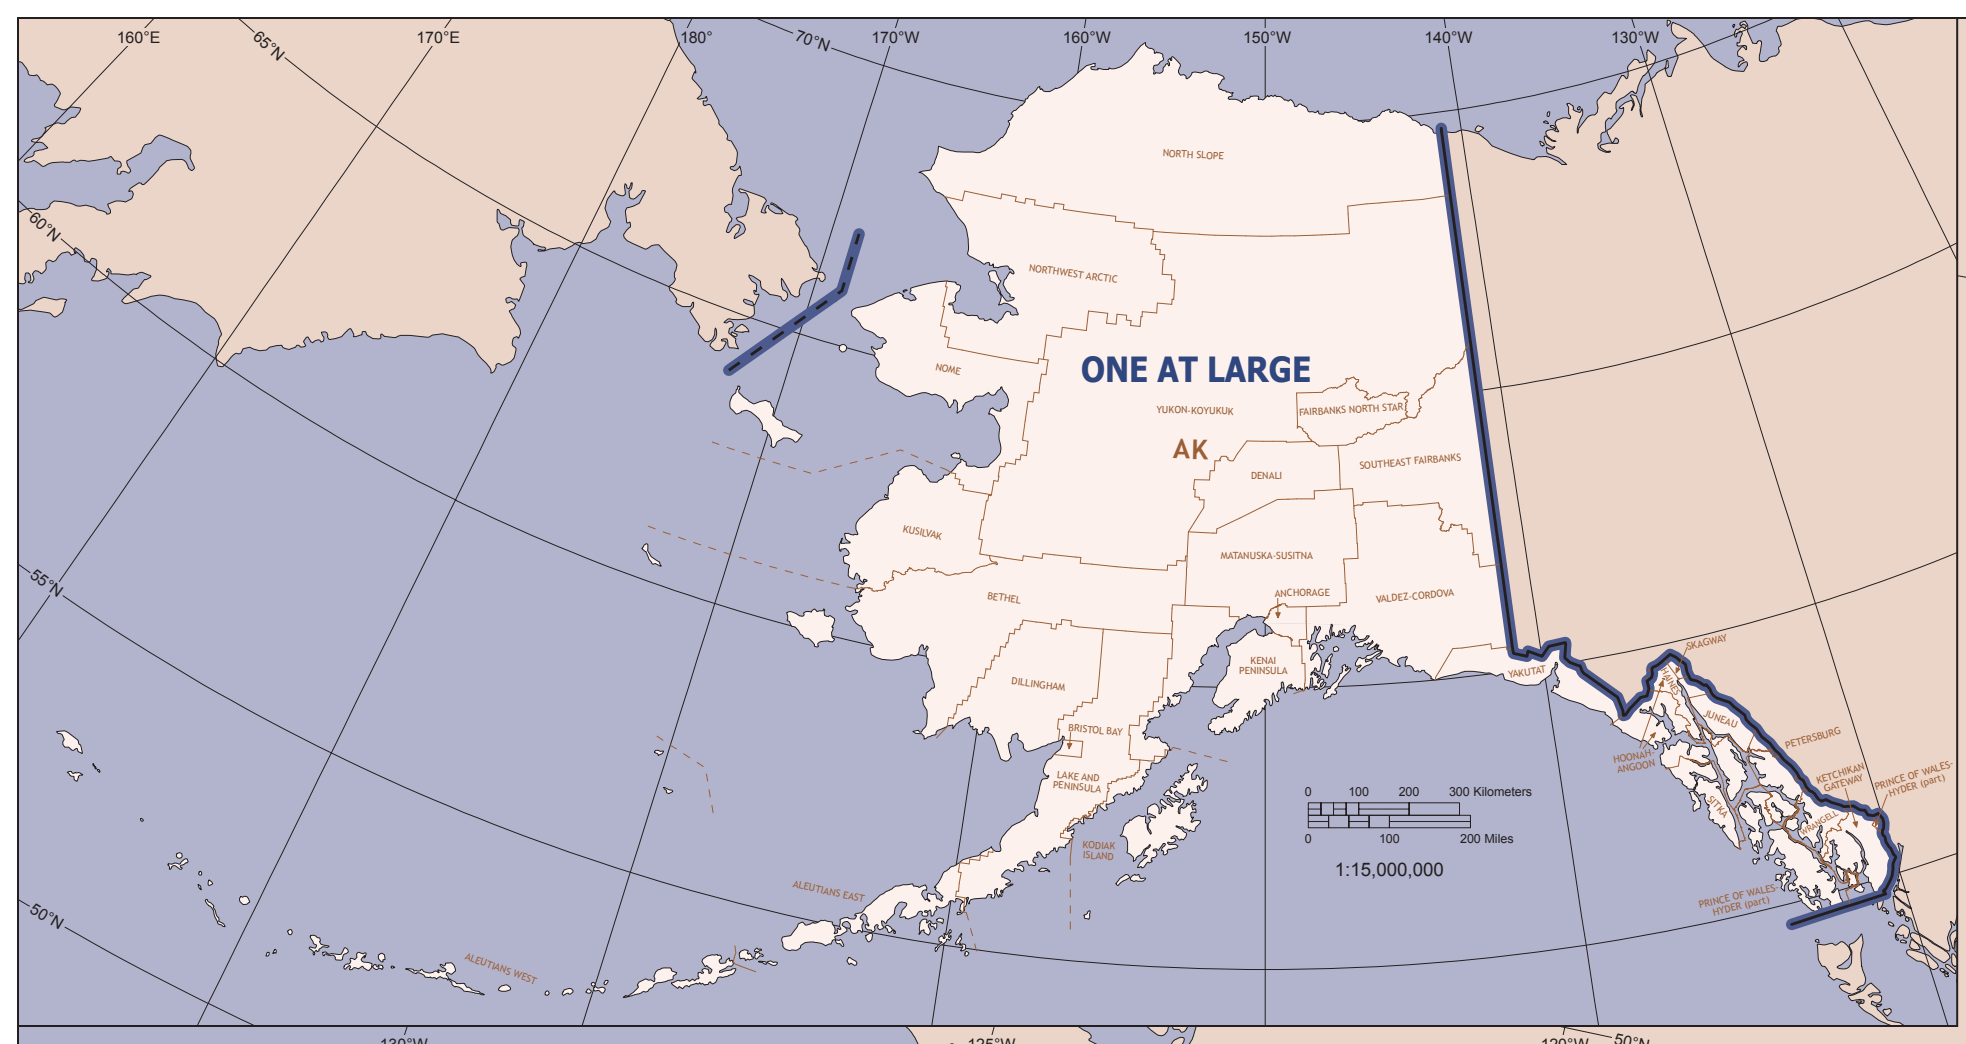 160°E
65°N
170°E
180°
70°N
170°W
160°W
150°W
140°W
130°W
60°N
NORTH SLOPE
NORTHWEST ARCTIC
NOME
ONE AT LARGE
YUKON-KOYUKUK
FAIRBANKS NORTH STAR
AK
DENALI
SOUTHEAST FAIRBANKS
KUSILVAK
MATANUSKA-SUSITNA
55°N
BETHEL
ANCHORAGE
VALDEZ-CORDOVA
KENAI
PENINSULA
YAKUTAT
SKAGWAY
HAINES
DILLINGHAM
JUNEAU
BRISTOL BAY
PETERSBURG
HOONAH-
ANGOON
LAKE AND
PENINSULA
KETCHIKAN
GATEWAY
PRINCE OF WALES-
HYDER (part)
0 100 200 300 Kilometers
0 100 200 Miles
1:15,000,000
SITKA
WRANGELL
KODIAK
ISLAND
ALEUTIANS EAST
PRINCE OF WALES-
HYDER (part)
50°N
ALEUTIANS WEST
130°W
125°W
120°W
50°N